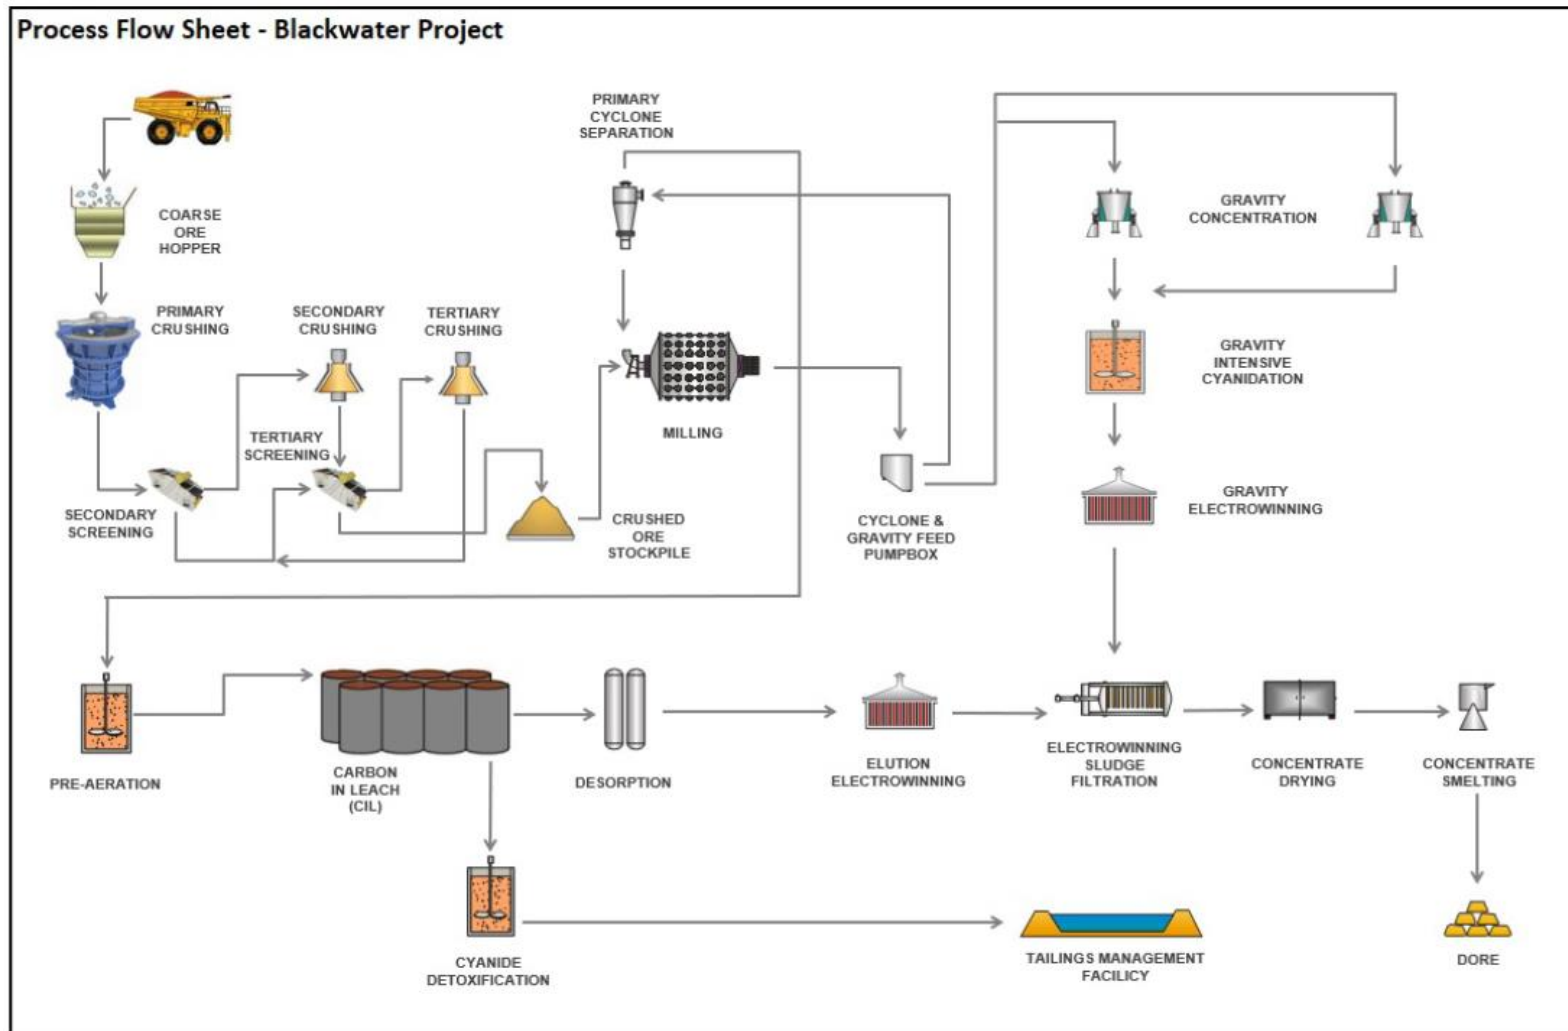 Process Flow Sheet - Blackwater Project
PRIMARY
CYCLONE
SEPARATION
COARSE
ORE
HOPPER
GRAVITY
CONCENTRATION
PRIMARY
CRUSHING
SECONDARY
CRUSHING
TERTIARY
CRUSHING
GRAVITY
INTENSIVE
CYANIDATION
MILLING
TERTIARY
SCREENING
SECONDARY
SCREENING
CRUSHED
ORE
STOCKPILE
CYCLONE &
GRAVITY FEED
PUMPBOX
GRAVITY
ELECTROWINNING
PRE-AERATION
CARBON
IN LEACH
(CIL)
DESORPTION
ELUTION
ELECTROWINNING
ELECTROWINNING
SLUDGE
FILTRATION
CONCENTRATE
DRYING
CONCENTRATE
SMELTING
CYANIDE
DETOXIFICATION
TAILINGS MANAGEMENT
FACILICY
DORE